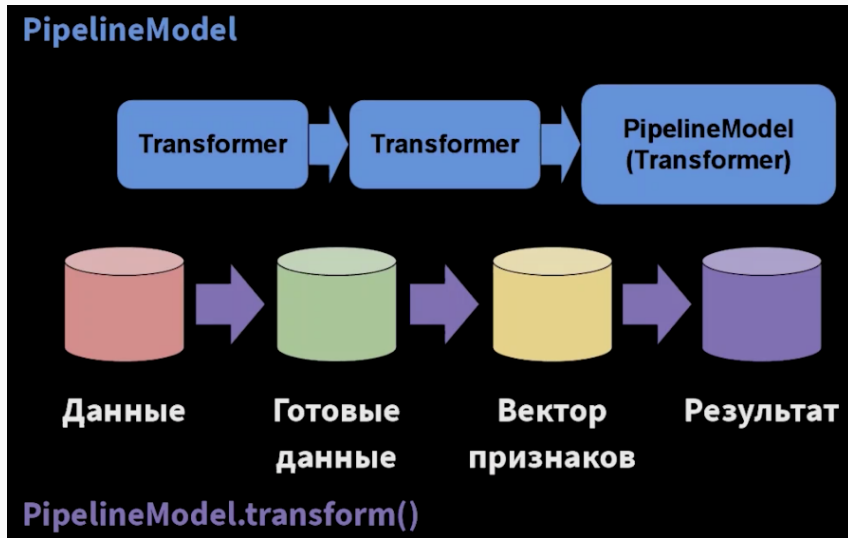 PipelineModel
Transformer
Transformer
PipelineModel
(Transformer)
Данные
Готовые
данные
Вектор
признаков
Результат
PipelineModel.transform()